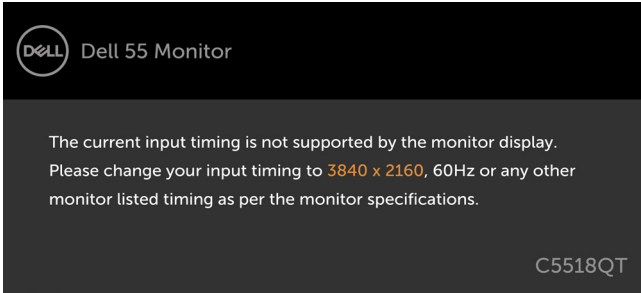 DELL Dell 55 Monitor
The current input timing is not supported by the monitor display.
Please change your input timing to 3840 x 2160, 60Hz or any other
monitor listed timing as per the monitor specifications.
C5518QT